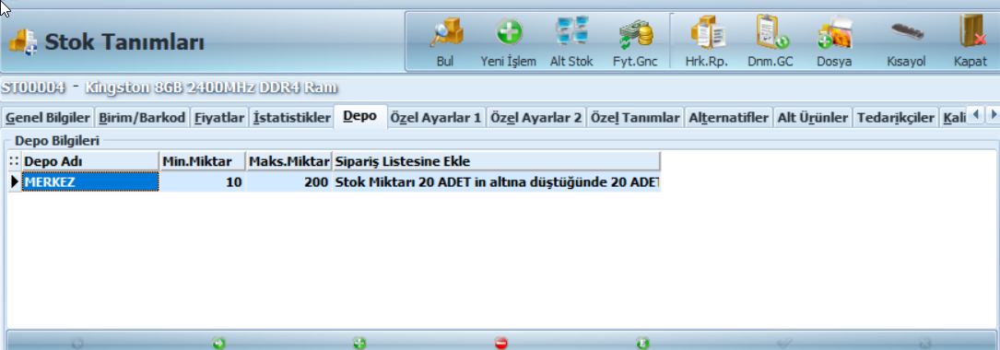 Stok Tanımları
Bul Yeni İşlem Alt Stok Fyt.Gnc Hrk.Rp. Dnm.GC Dosya Kısayol Kapat
ST00004 - Kingston 8GB 2400MHz DDR4 Ram
Genel Bilgiler Birim/Barkod Fiyatlar İstatistikler Depo Özel Ayarlar 1 Özel Ayarlar 2 Özel Tanımlar Alternatifler Alt Ürünler Tedarikçiler Kali
Depo Bilgileri
Depo Adı Min.Miktar Maks.Miktar Sipariş Listesine Ekle
MERKEZ 10 200 Stok Miktarı 20 ADET in altına düştüğünde 20 ADET